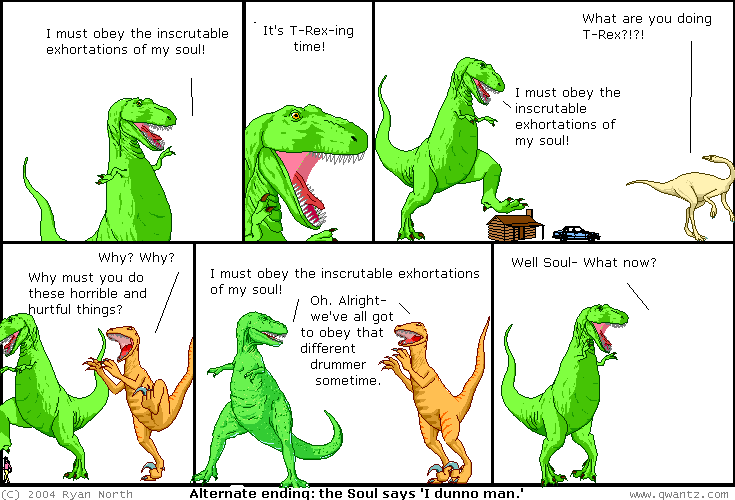 I must obey the inscrutable
exhortations of my soul!
It's T-Rex-ing
time!
What are you doing
T-Rex?!?!
I must obey the
inscrutable
exhortations of
my soul!
Why? Why?
Why must you do
these horrible and
hurtful things?
I must obey the inscrutable exhortations
of my soul!
Oh. Alright-
we've all got
to obey that
different
drummer
sometime.
Well Soul- What now?
(C) 2004 Ryan North
Alternate ending: the Soul says 'I dunno man.'
www.qwantz.com